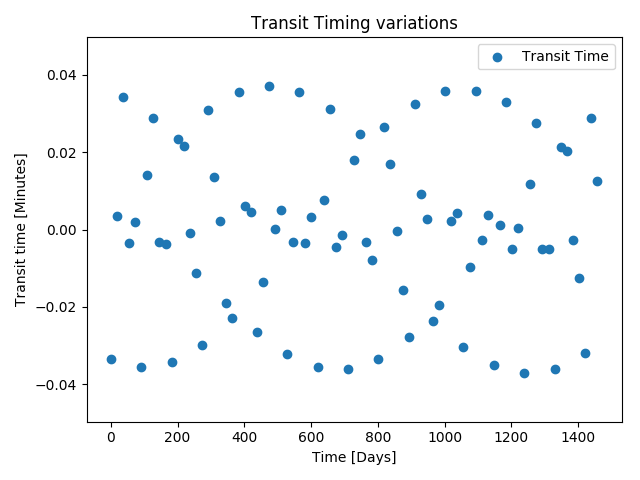 Transit Timing variations
Transit Time
Transit time [Minutes]
0.04
0.02
0.00
−0.02
−0.04
0 200 400 600 800 1000 1200 1400
Time [Days]